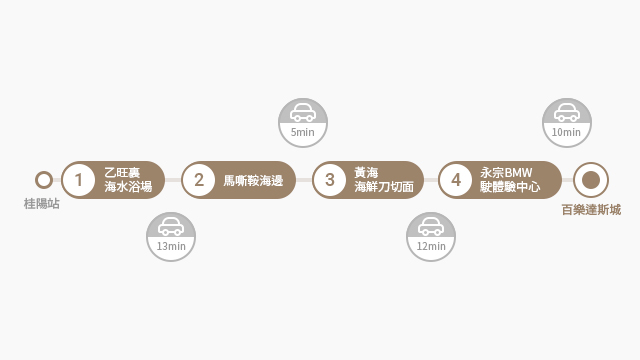 5min
10min
1
乙旺裏
海水浴場
2
馬嘶鞍海邊
3
黃海
海鮮刀切面
4
永宗BMW
駛體驗中心
桂陽站
百樂達斯城
13min
12min